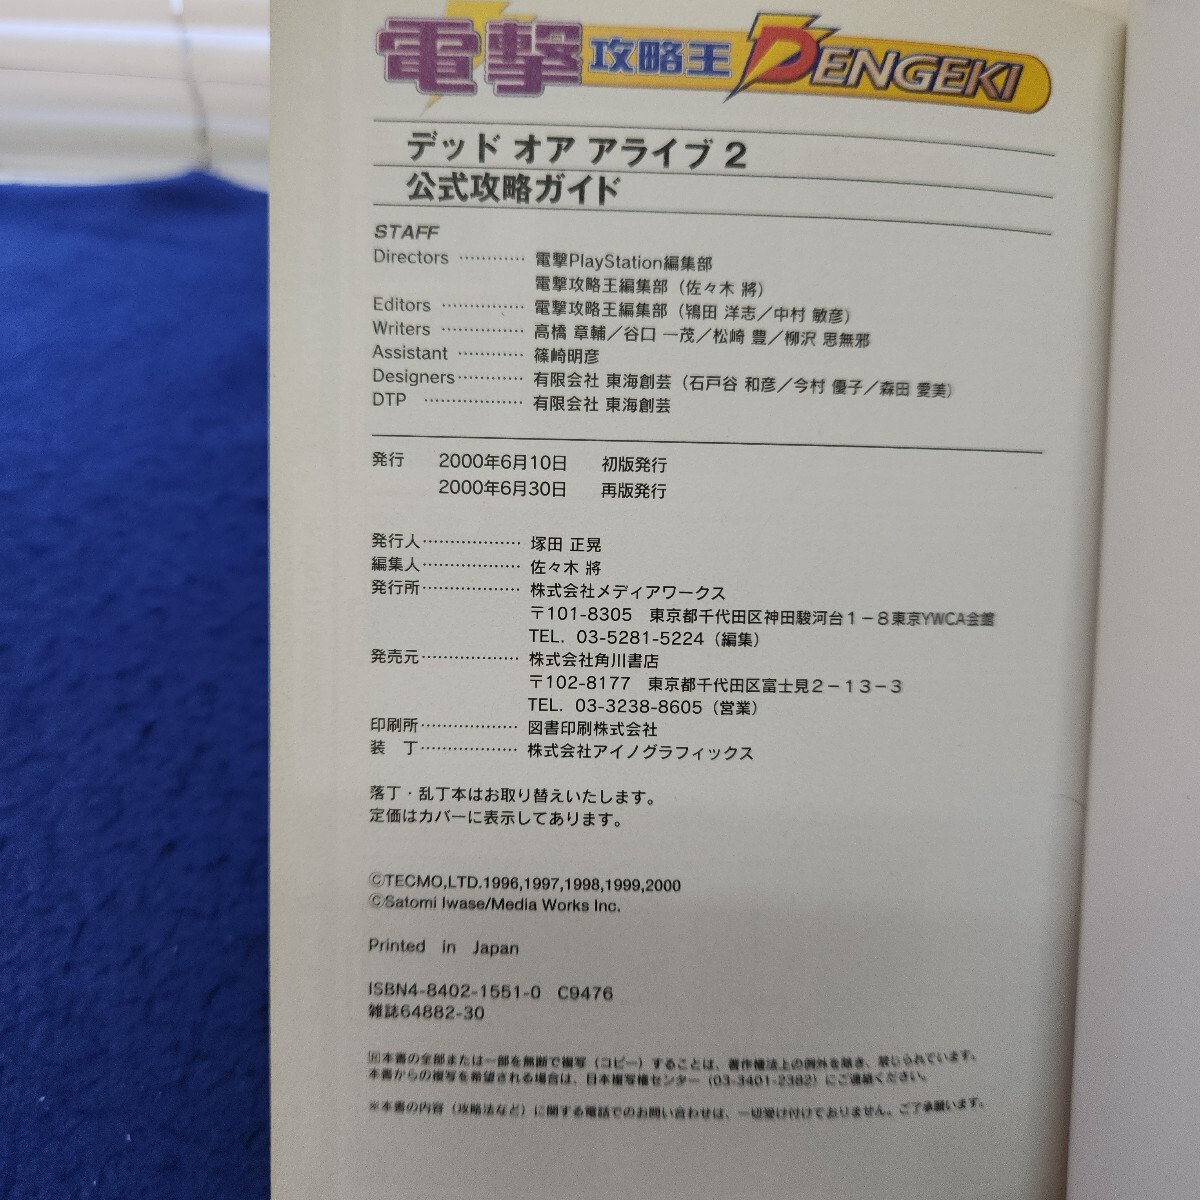 電撃攻略王 DENGEKI
デッド オア アライブ 2
公式攻略ガイド
STAFF
Directors ………… 電撃PlayStation編集部
電撃攻略王編集部（佐々木 將）
Editors …………… 電撃攻略王編集部（鴇田 洋志／中村 敏彦）
Writers …………… 高橋 章輔／谷口 一茂／松崎 豊／柳沢 思無邪
Assistant ………… 篠崎明彦
Designers………… 有限会社 東海創芸（石戸谷 和彦／今村 優子／森田 愛美）
DTP ……………… 有限会社 東海創芸
発行 2000年6月10日 初版発行
2000年6月30日 再版発行
発行人……………… 塚田 正晃
編集人……………… 佐々木 將
発行所……………… 株式会社メディアワークス
〒101-8305 東京都千代田区神田駿河台1－8東京YWCA会館
TEL. 03-5281-5224（編集）
発売元……………… 株式会社角川書店
〒102-8177 東京都千代田区富士見2－13－3
TEL. 03-3238-8605（営業）
印刷所……………… 図書印刷株式会社
装 丁……………… 株式会社アイノグラフィックス
落丁・乱丁本はお取り替えいたします。
定価はカバーに表示してあります。
©TECMO,LTD.1996,1997,1998,1999,2000
©Satomi Iwase/Media Works Inc.
Printed in Japan
ISBN4-8402-1551-0 C9476
雑誌64882-30
R本書の全部または一部を無断で複写（コピー）することは、著作権法上の例外を除き、禁じられています。
本書からの複写を希望される場合は、日本複写権センター（03-3401-2382）にご連絡ください。
※本書の内容（攻略法など）に関する電話でのお問い合わせは、一切受け付けておりません。ご了承願います。